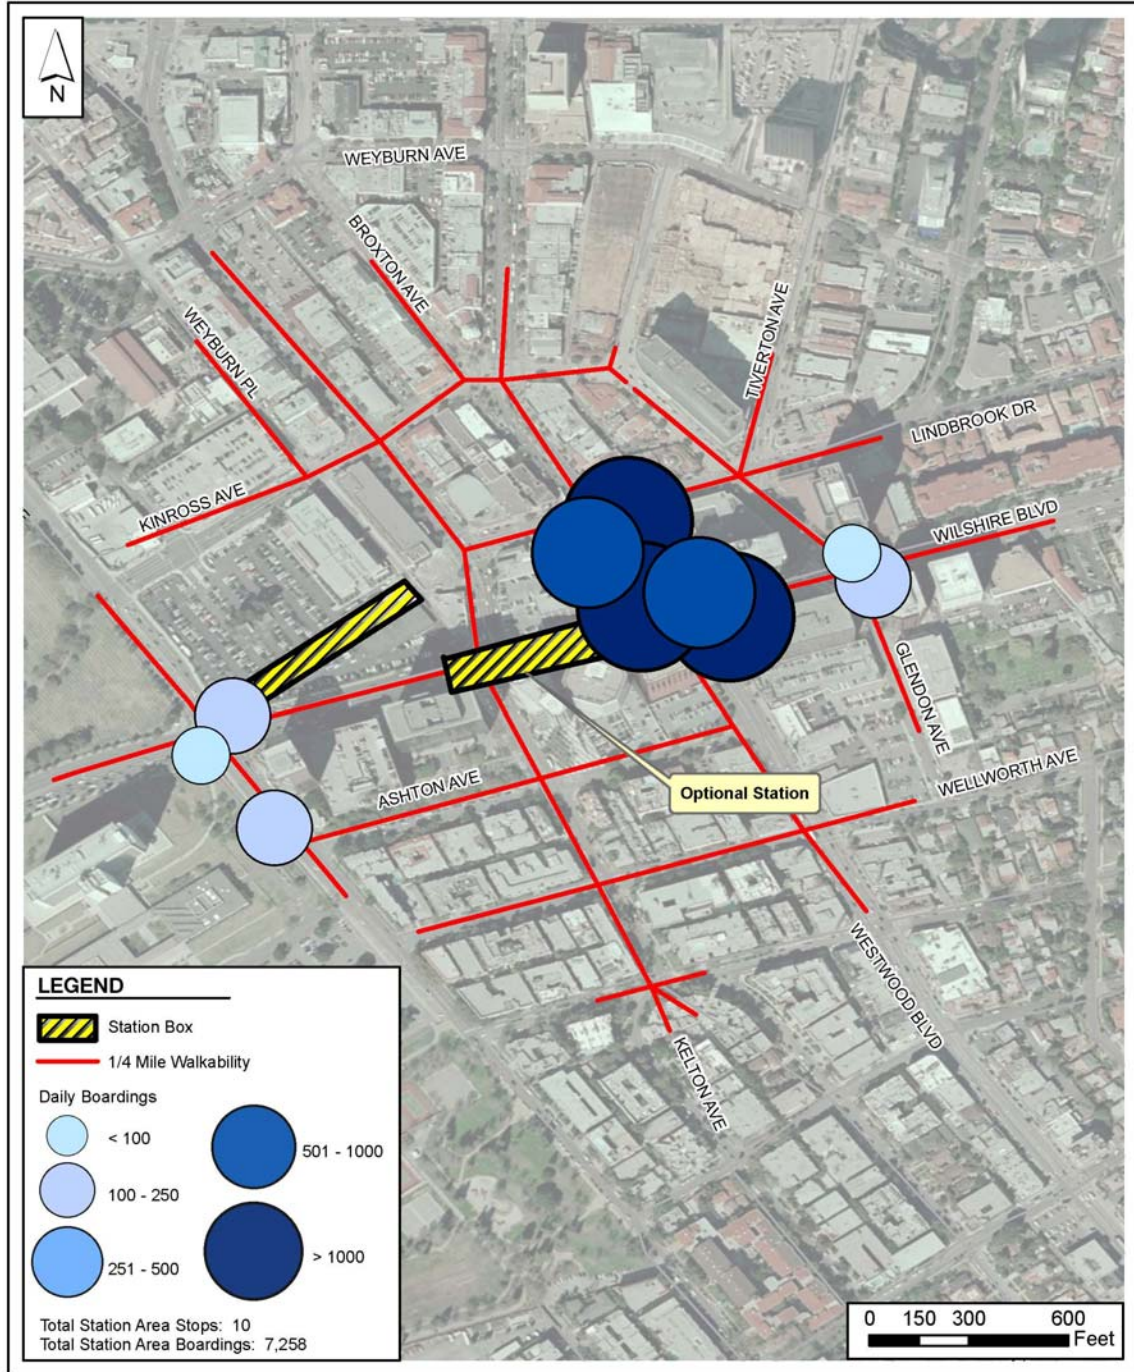 N
WEYBURN AVE
BROXTON AVE
WEYBURN PL
TIVERTON AVE
LINDBROOK DR
KINROSS AVE
WILSHIRE BLVD
GLENDON AVE
ASHTON AVE
Optional Station
WELLWORTH AVE
WESTWOOD BLVD
KELTON AVE
LEGEND
Station Box
1/4 Mile Walkability
Daily Boardings
< 100
501 - 1000
100 - 250
> 1000
251 - 500
Total Station Area Stops: 10
Total Station Area Boardings: 7,258
0 150 300 600
Feet